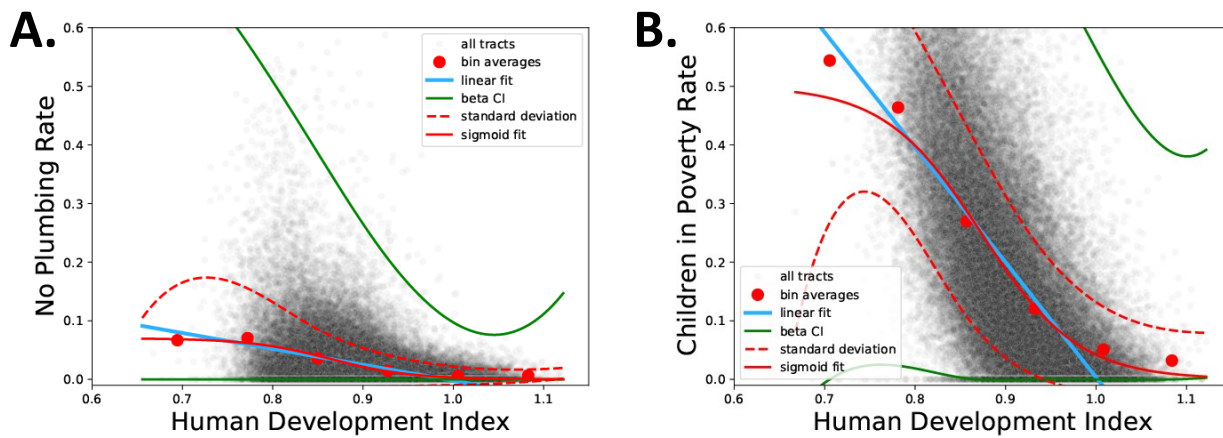 A.
B.
0.6
0.5
0.4
0.3
0.2
0.1
0.0
No Plumbing Rate
all tracts
bin averages
linear fit
beta CI
standard deviation
sigmoid fit
0.6 0.7 0.8 0.9 1.0 1.1
Human Development Index
0.6
0.5
0.4
0.3
0.2
0.1
0.0
Children in Poverty Rate
all tracts
bin averages
linear fit
beta CI
standard deviation
sigmoid fit
0.6 0.7 0.8 0.9 1.0 1.1
Human Development Index